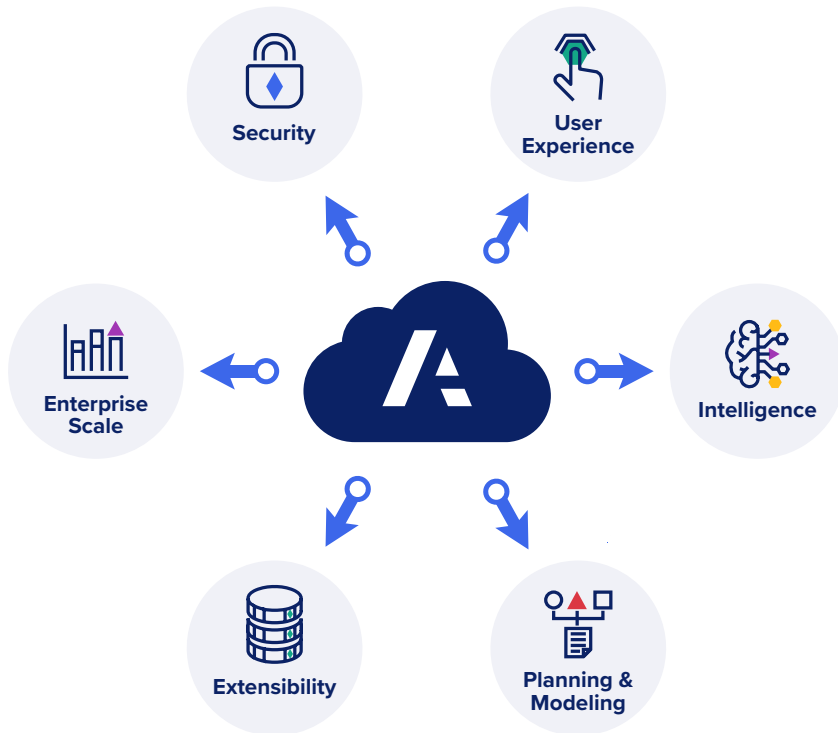 Security
User
Experience
Enterprise
Scale
A
Intelligence
Extensibility
Planning &
Modeling